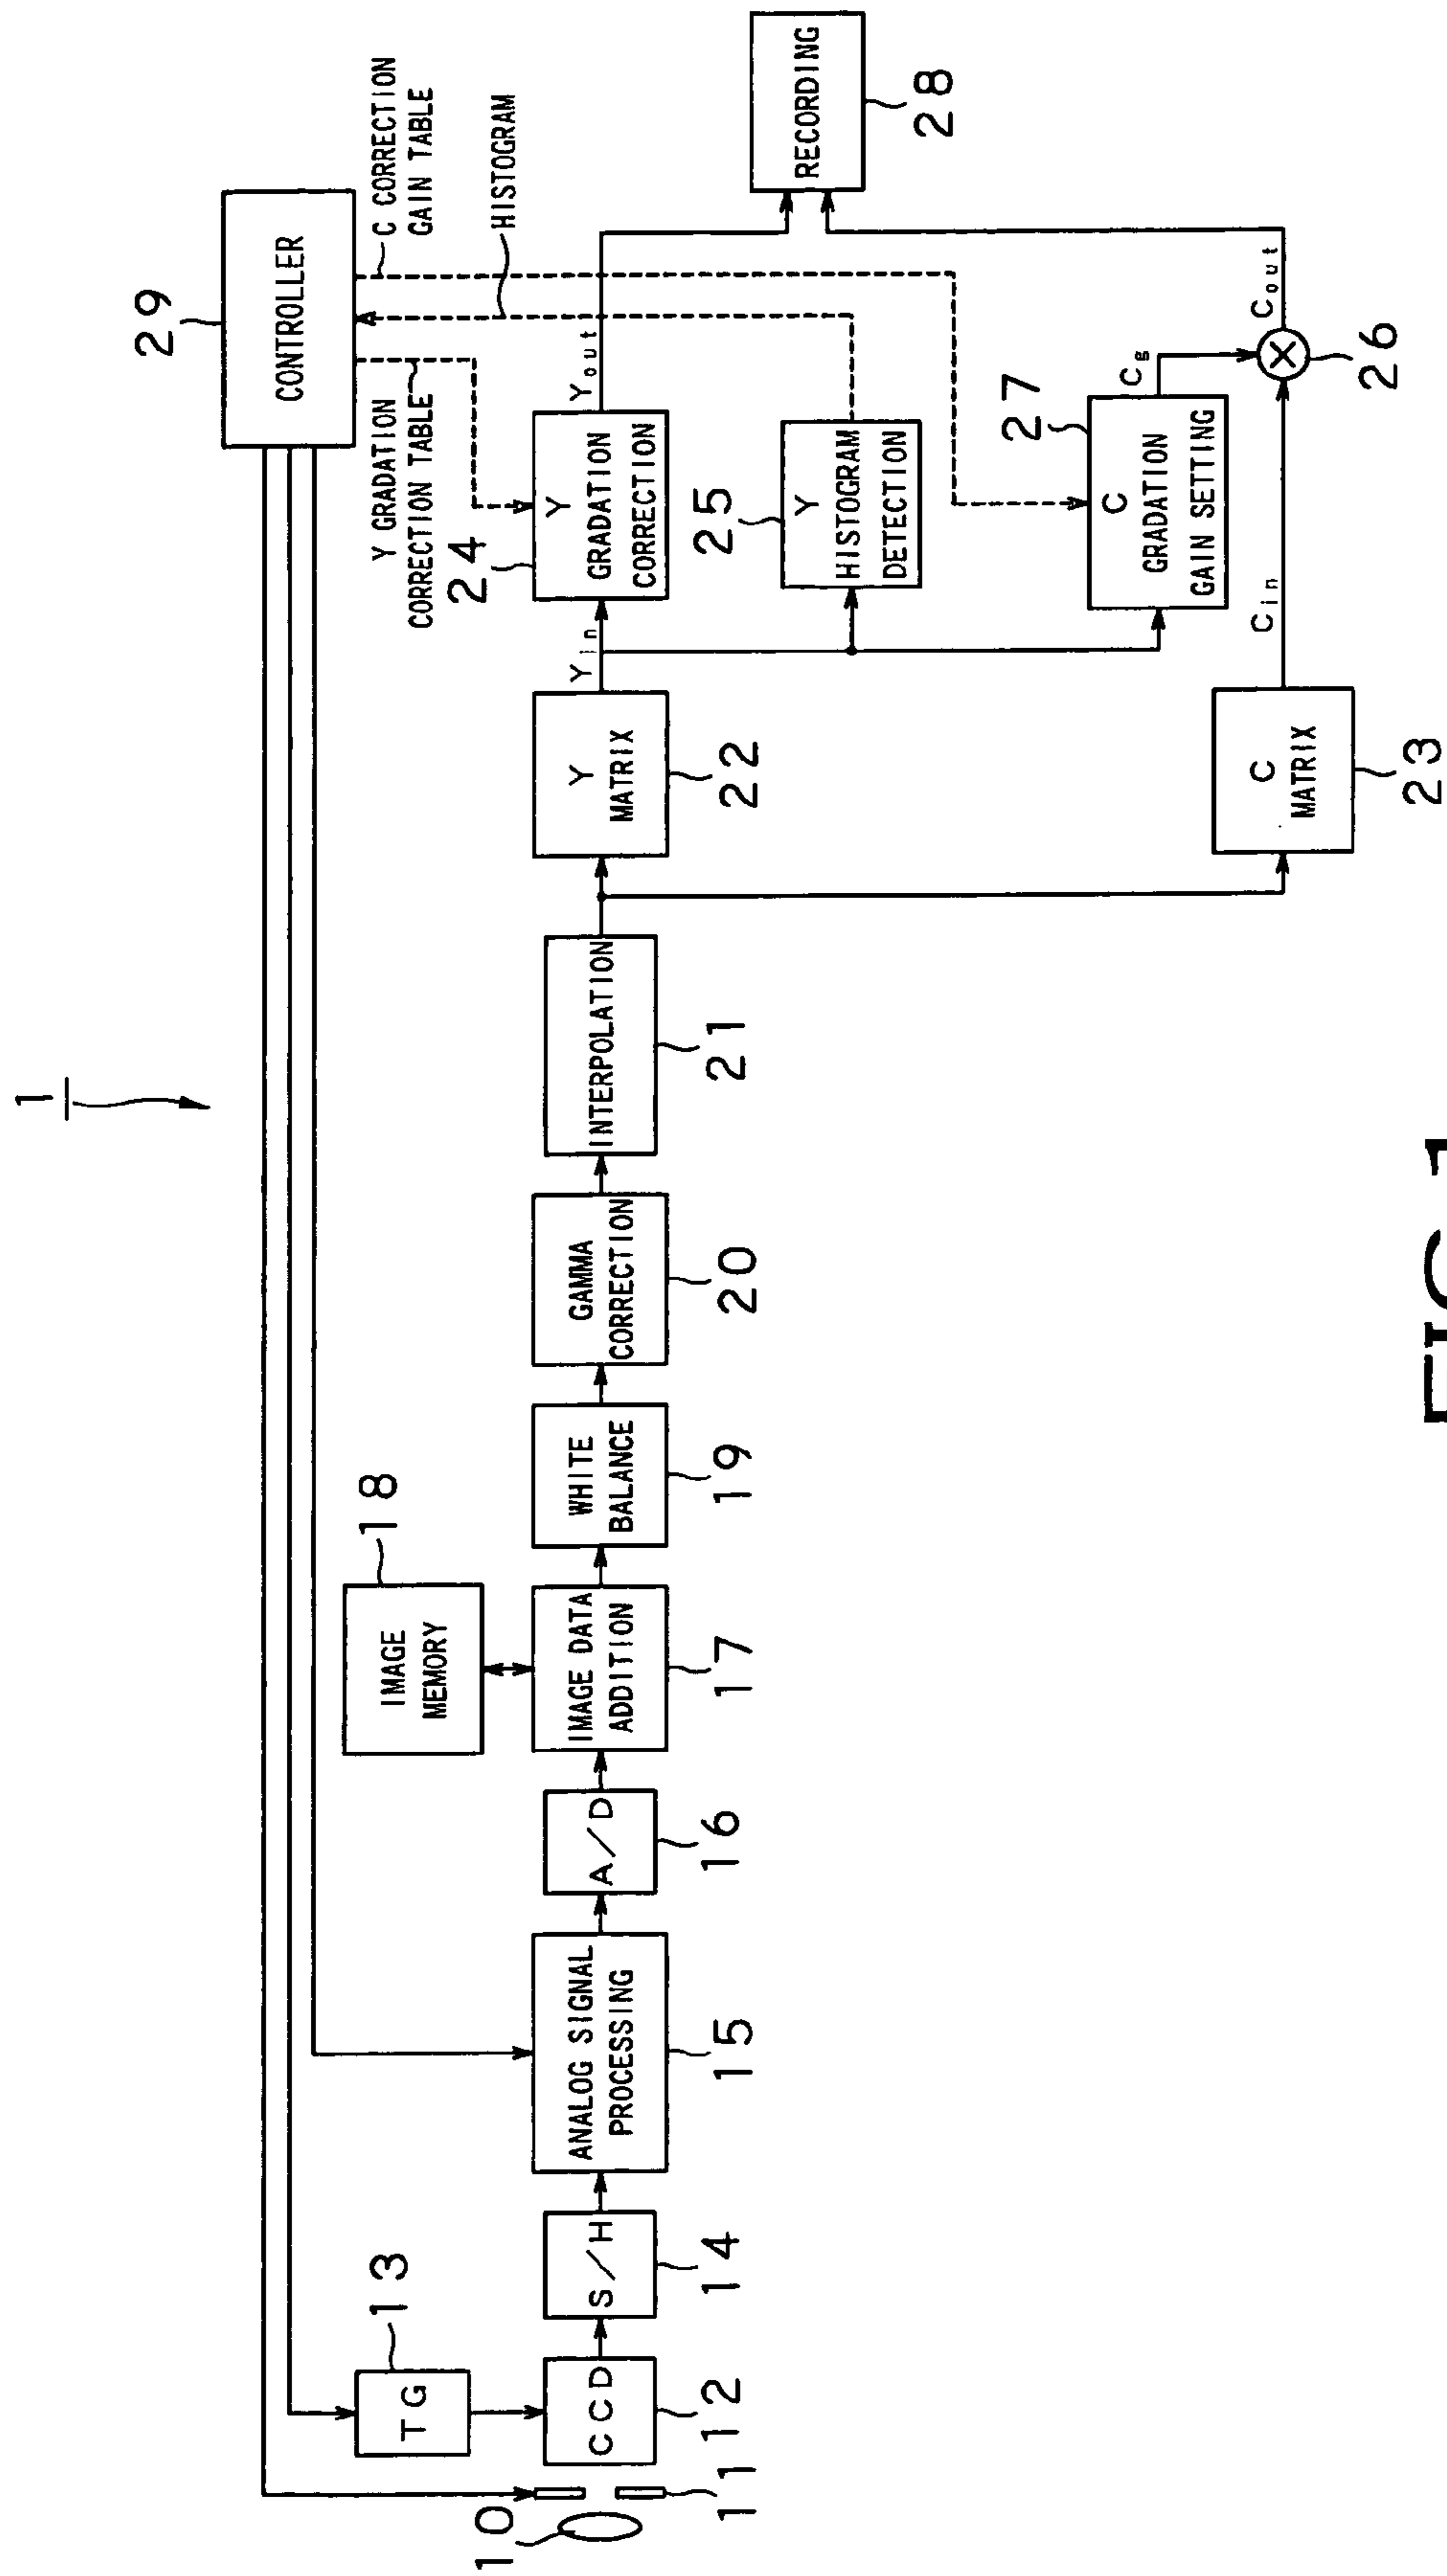 1
29
CONTROLLER
C CORRECTION
GAIN TABLE
HISTOGRAM
Y GRADATION
CORRECTION TABLE
13
TG
18
IMAGE
MEMORY
10
11
CCD
12
S/H
14
ANALOG SIGNAL
PROCESSING
15
A/D
16
IMAGE DATA
ADDITION
17
WHITE
BALANCE
19
GAMMA
CORRECTION
20
INTERPOLATION
21
Y
MATRIX
22
Yin
24
Y
GRADATION
CORRECTION
Yout
25
Y
HISTOGRAM
DETECTION
RECORDING
28
27
C
GRADATION
GAIN SETTING
Cg
C
MATRIX
23
Cin
26
Cout